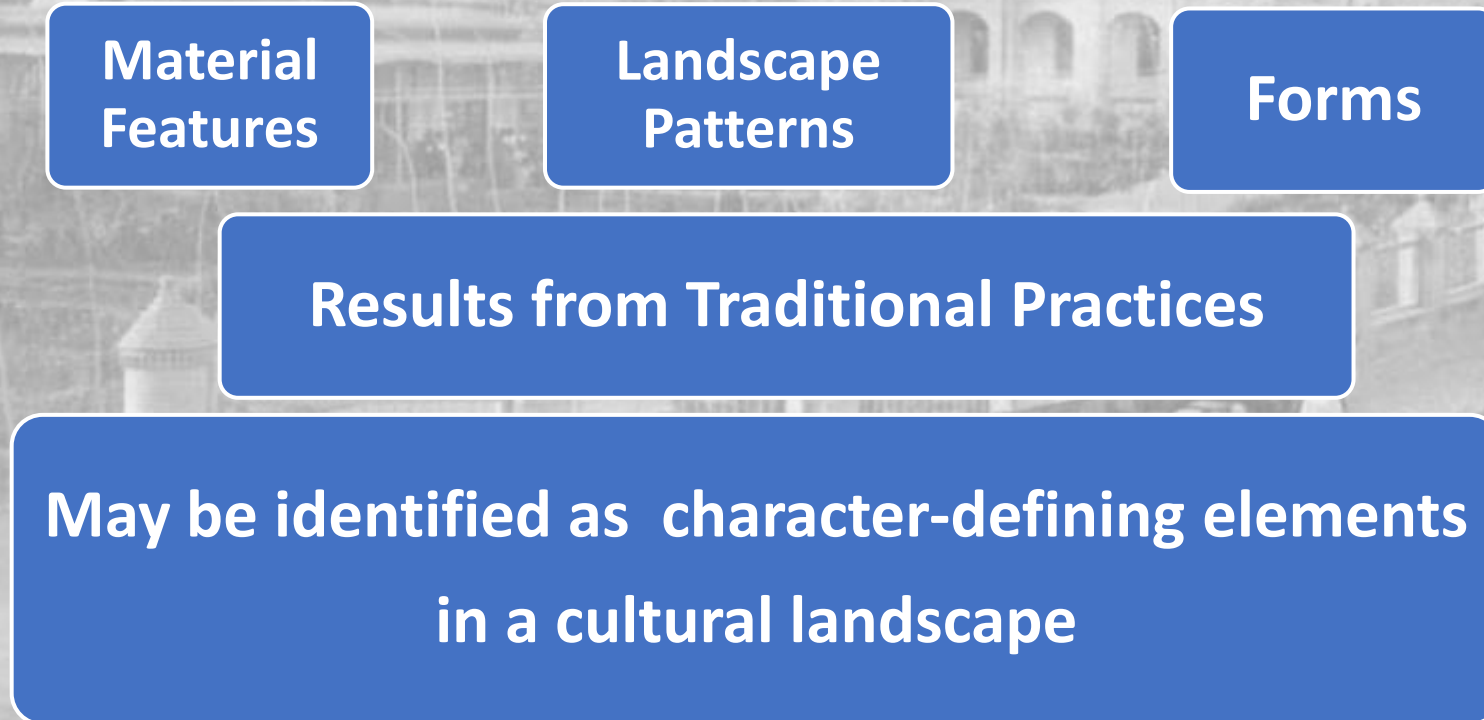 Material
Features
Landscape
Patterns
Forms
Results from Traditional Practices
May be identified as  character-defining elements
in a cultural landscape